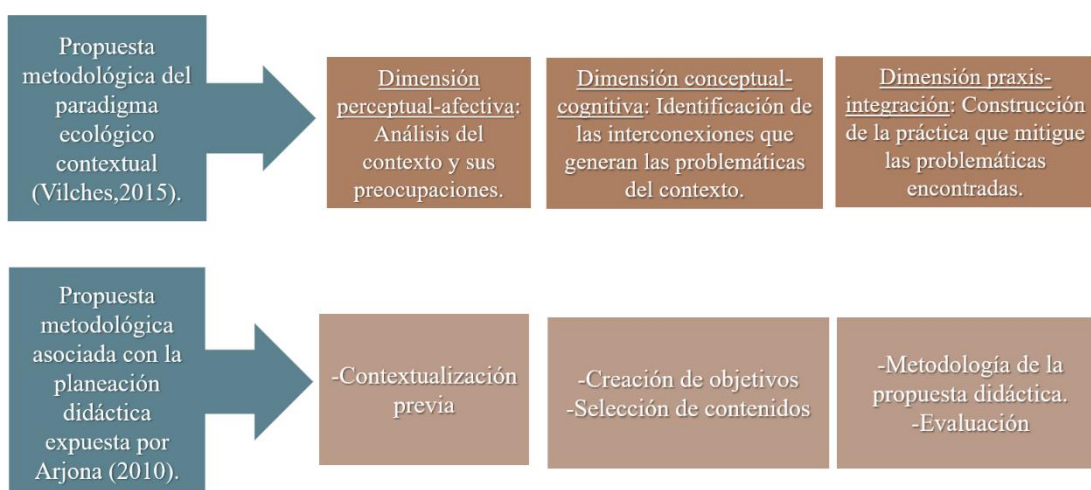 Propuesta
metodológica del
paradigma
ecológico
contextual
(Vilches,2015).
Dimensión
perceptual-afectiva:
Análisis del
contexto y sus
preocupaciones.
Dimensión conceptual-
cognitiva: Identificación de
las interconexiones que
generan las problemáticas
del contexto.
Dimensión praxis-
integración: Construcción
de la práctica que mitigue
las problemáticas
encontradas.
Propuesta
metodológica
asociada con la
planeación
didáctica
expuesta por
Arjona (2010).
-Contextualización
previa
-Creación de objetivos
-Selección de contenidos
-Metodología de la
propuesta didáctica.
-Evaluación